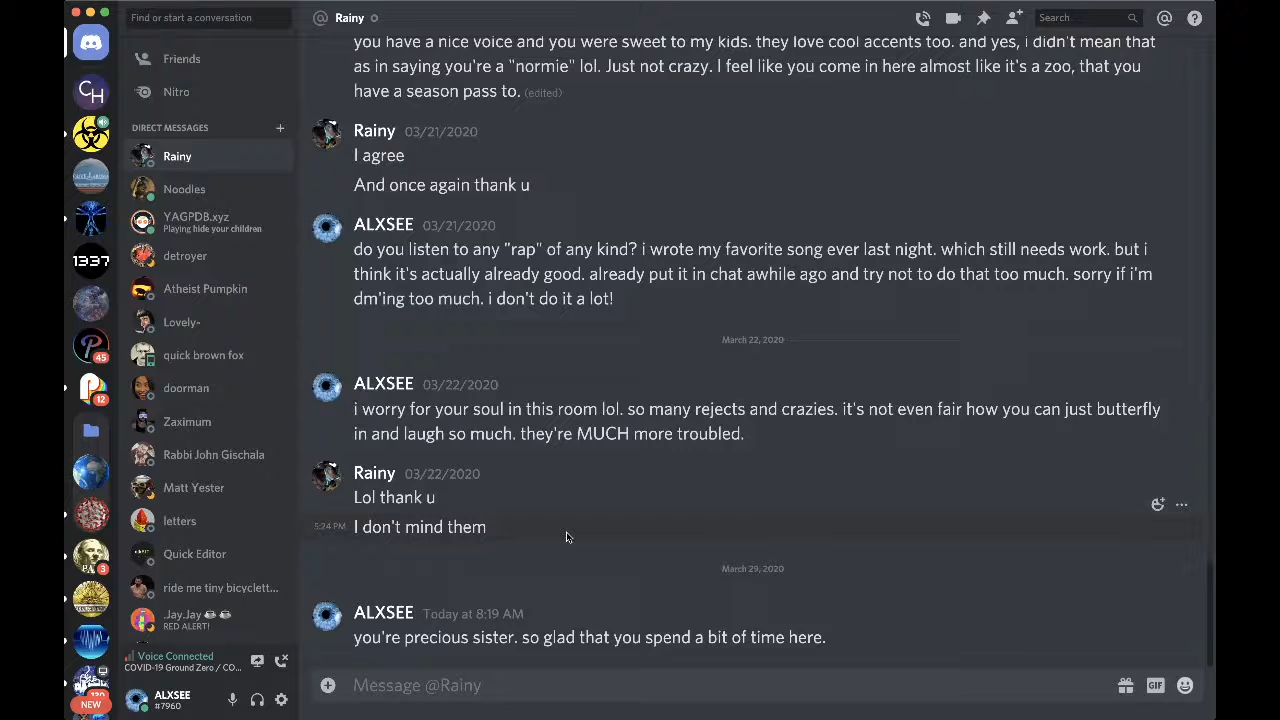 Find or start a conversation
@ Rainy
Search
Friends
Nitro
DIRECT MESSAGES
Rainy
Noodles
YAGPDB.xyz
Playing hide your children
detroyer
Atheist Pumpkin
Lovely-
quick brown fox
doorman
Zaximum
Rabbi John Gischala
Matt Yester
letters
Quick Editor
ride me tiny bicyclett...
.Jay.Jay
RED ALERT!
Voice Connected
COVID-19 Ground Zero / CO...
ALXSEE
#7960
CH
1337
45
12
3
130
NEW
you have a nice voice and you were sweet to my kids. they love cool accents too. and yes, i didn't mean that
as in saying you're a "normie" lol. Just not crazy. I feel like you come in here almost like it's a zoo, that you
have a season pass to. (edited)
Rainy 03/21/2020
I agree
And once again thank u
ALXSEE 03/21/2020
do you listen to any "rap" of any kind? i wrote my favorite song ever last night. which still needs work. but i
think it's actually already good. already put it in chat awhile ago and try not to do that too much. sorry if i'm
dm'ing too much. i don't do it a lot!
March 22, 2020
ALXSEE 03/22/2020
i worry for your soul in this room lol. so many rejects and crazies. it's not even fair how you can just butterfly
in and laugh so much. they're MUCH more troubled.
Rainy 03/22/2020
Lol thank u
5:24 PM I don't mind them
March 29, 2020
ALXSEE Today at 8:19 AM
you're precious sister. so glad that you spend a bit of time here.
Message @Rainy
GIF